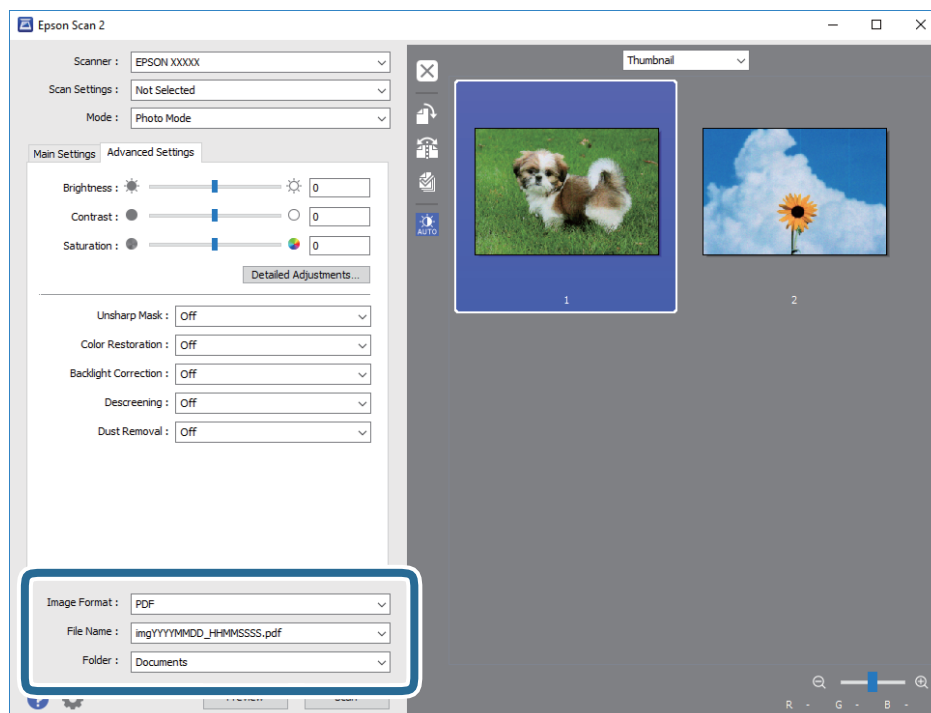 Epson Scan 2
Scanner : EPSON XXXXX
Scan Settings : Not Selected
Mode : Photo Mode
Main Settings Advanced Settings
Brightness : 0
Contrast : 0
Saturation : 0
Detailed Adjustments...
Unsharp Mask : Off
Color Restoration : Off
Backlight Correction : Off
Descreening : Off
Dust Removal : Off
Image Format : PDF
File Name : imgYYYYMMDD_HHMMSSSS.pdf
Folder : Documents
?
Preview Scan
Thumbnail
AUTO
1 2
R - G - B -